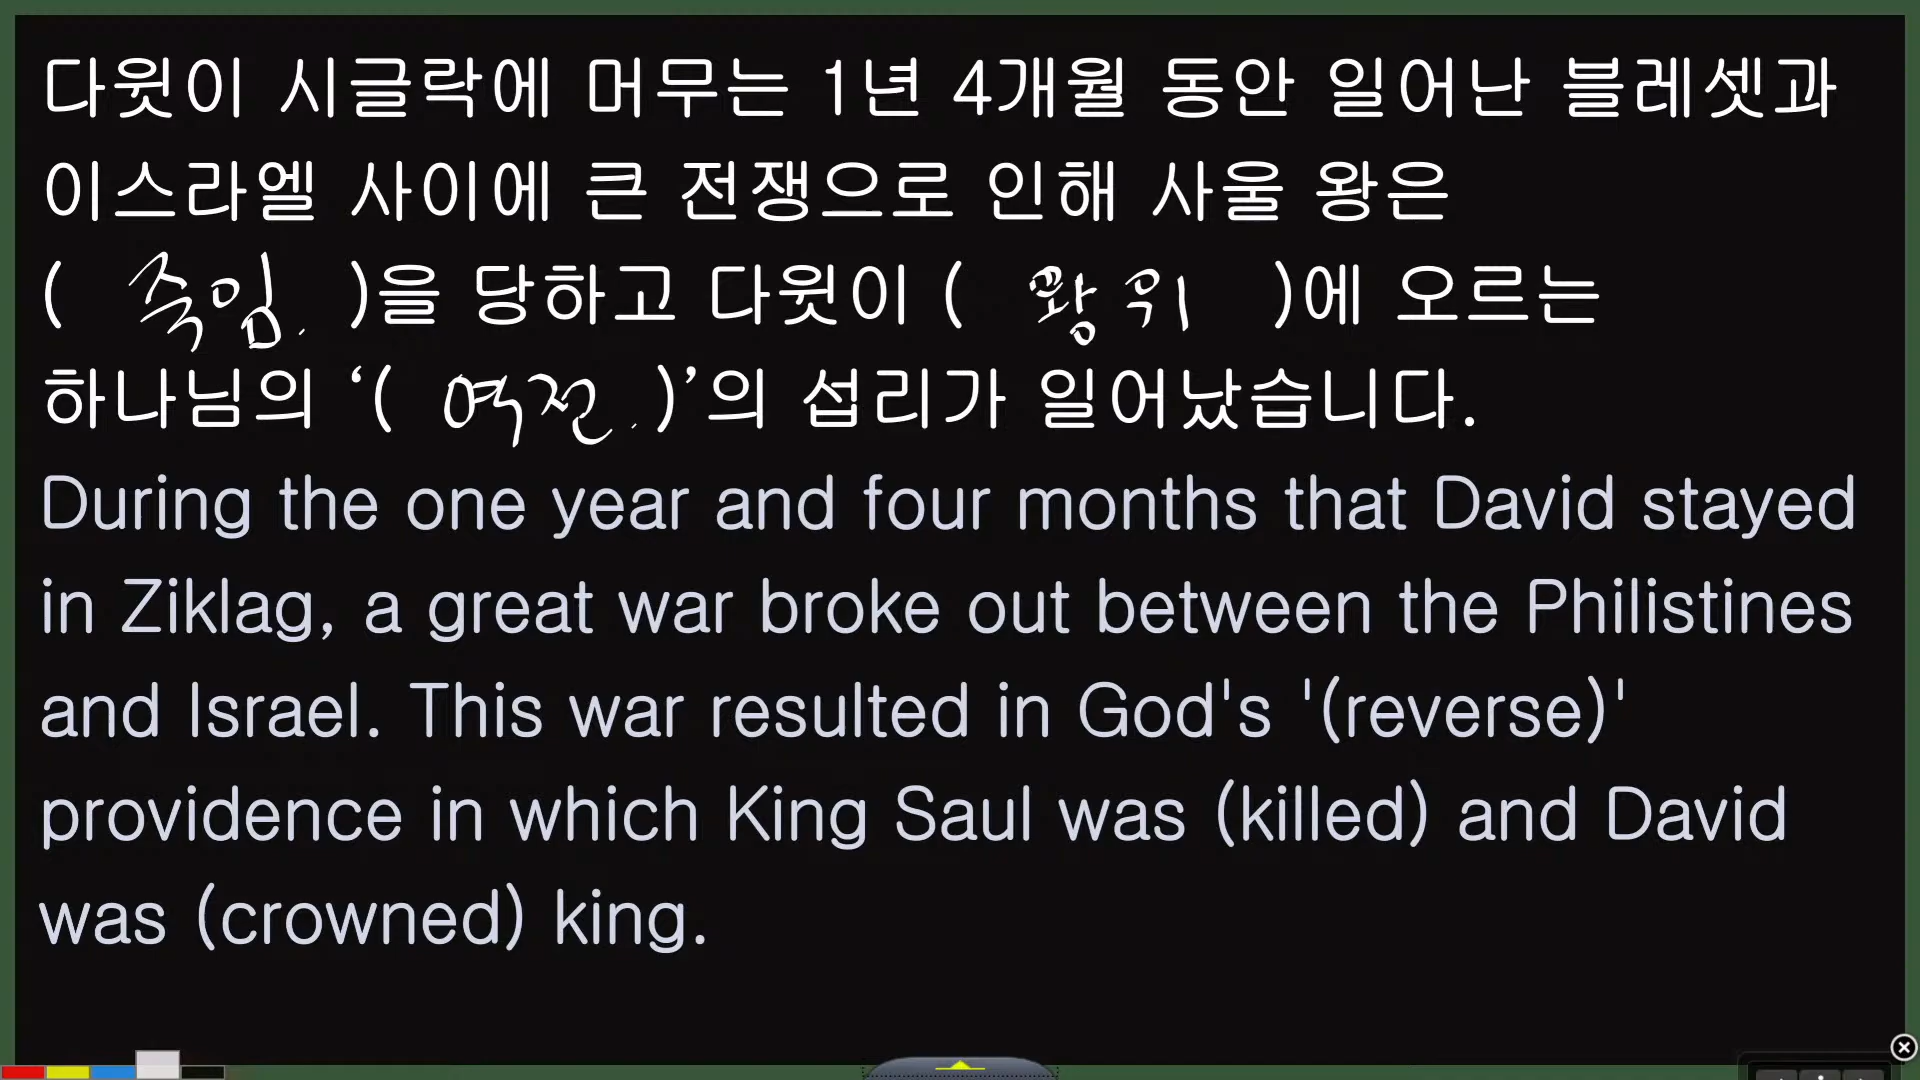 다윗이 시글락에 머무는 1년 4개월 동안 일어난 블레셋과
이스라엘 사이에 큰 전쟁으로 인해 사울 왕은
( 죽임. )을 당하고 다윗이 ( 왕위 )에 오르는
하나님의 ‘( 역전. )’의 섭리가 일어났습니다.
During the one year and four months that David stayed
in Ziklag, a great war broke out between the Philistines
and Israel. This war resulted in God's '(reverse)'
providence in which King Saul was (killed) and David
was (crowned) king.